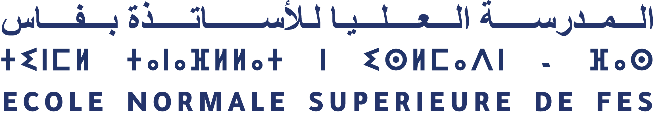 المدرسة العليا للأساتذة بفاس
ⵜⵉⵏⵎⵍ ⵜⴰⵏⴰⴼⵍⵍⴰⵜ ⵏ ⵉⵙⵍⵎⴰⴷⵏ - ⴼⴰⵙ
ECOLE NORMALE SUPERIEURE DE FES